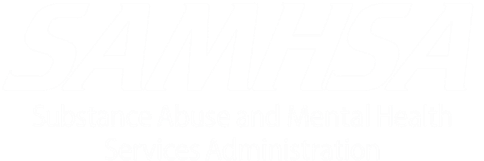 SAMHSA
Substance Abuse and Mental Health
Services Administration